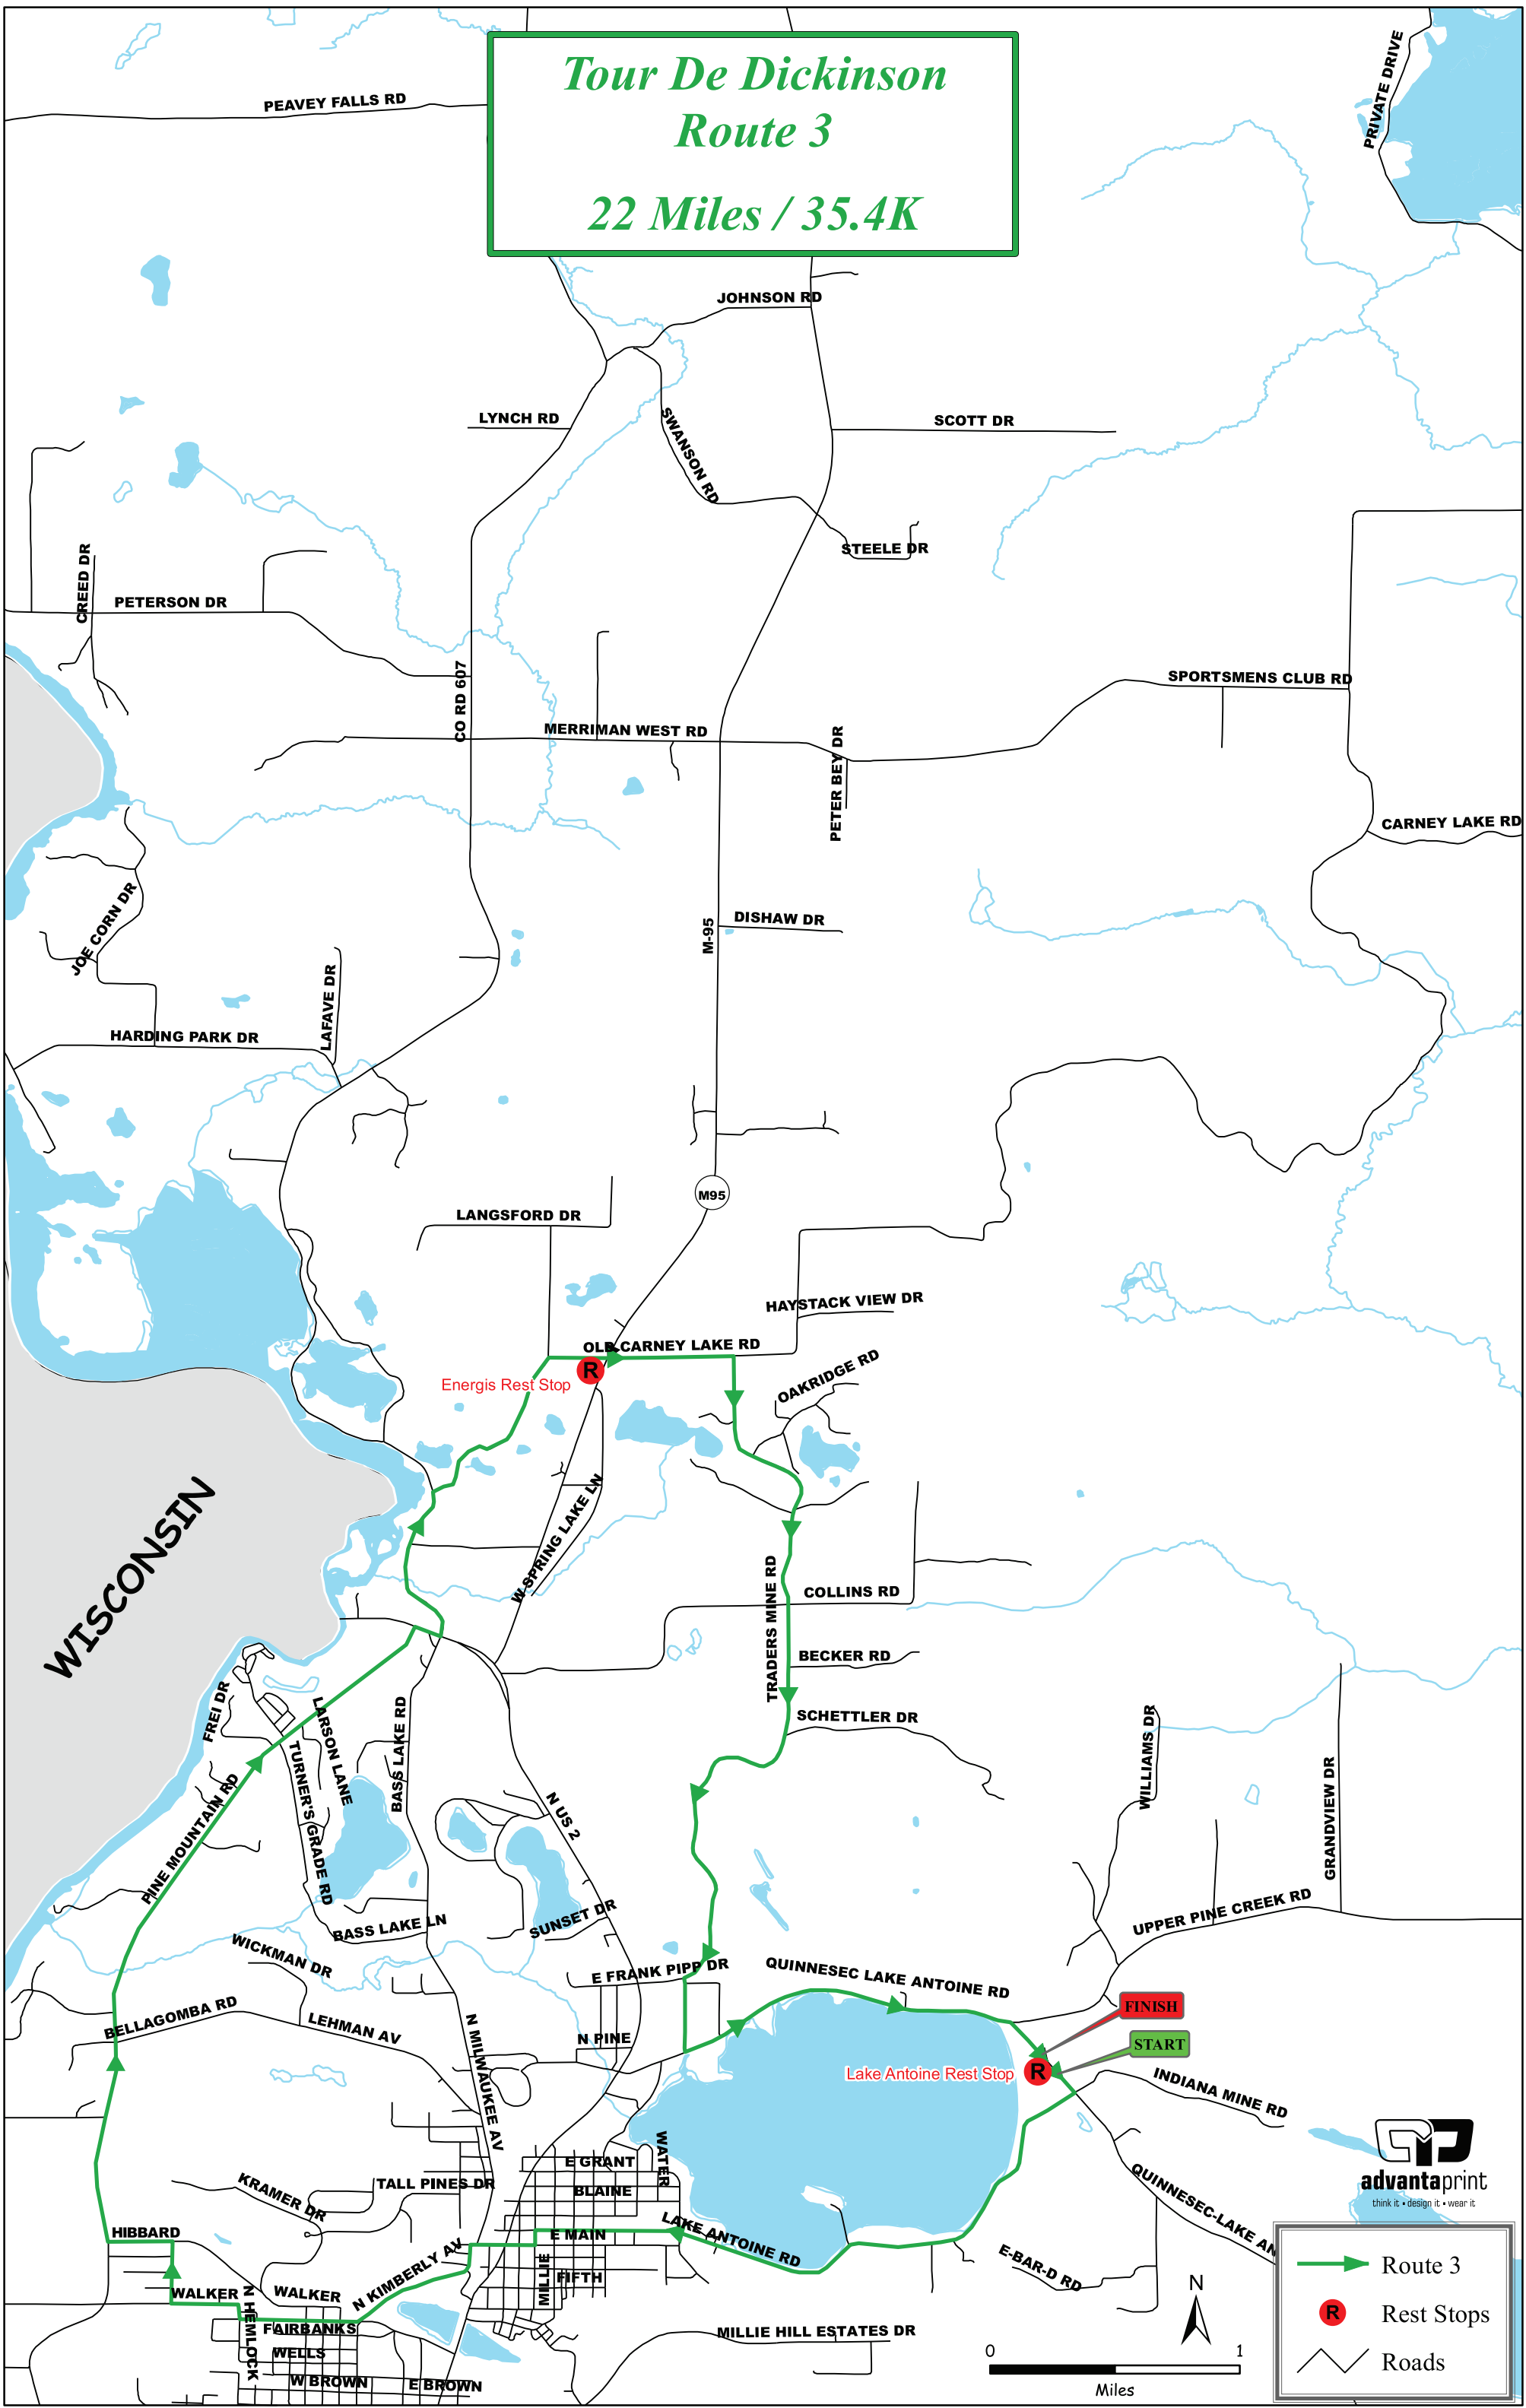 Tour De Dickinson
Route 3
22 Miles / 35.4K
PRIVATE DRIVE
PEAVEY FALLS RD
JOHNSON RD
LYNCH RD
SWANSON RD
SCOTT DR
STEELE DR
CREED DR
PETERSON DR
CO RD 607
MERRIMAN WEST RD
PETER BEY DR
SPORTSMENS CLUB RD
CARNEY LAKE RD
JOE CORN DR
DISHAW DR
M-95
LAFAVE DR
HARDING PARK DR
M95
LANGSFORD DR
HAYSTACK VIEW DR
OLD CARNEY LAKE RD
R
Energis Rest Stop
OAKRIDGE RD
WISCONSIN
W SPRING LAKE LN
TRADERS MINE RD
COLLINS RD
BECKER RD
SCHETTLER DR
FREI DR
LARSON LANE
TURNER'S GRADE RD
BASS LAKE RD
PINE MOUNTAIN RD
N US 2
WILLIAMS DR
GRANDVIEW DR
UPPER PINE CREEK RD
BASS LAKE LN
SUNSET DR
WICKMAN DR
E FRANK PIPP DR
QUINNESEC LAKE ANTOINE RD
BELLAGOMBA RD
LEHMAN AV
N MILWAUKEE AV
N PINE
FINISH
START
Lake Antoine Rest Stop
R
INDIANA MINE RD
WATER
E GRANT
BLAINE
TALL PINES DR
KRAMER DR
HIBBARD
E MAIN
LAKE ANTOINE RD
QUINNESEC-LAKE AN
E-BAR-D RD
N KIMBERLY AV
MILLIE
FIFTH
WALKER
WALKER
N HEMLOCK
FAIRBANKS
WELLS
W BROWN
E BROWN
MILLIE HILL ESTATES DR
advantaprint
think it • design it • wear it
N
0
1
Miles
Route 3
R
Rest Stops
Roads